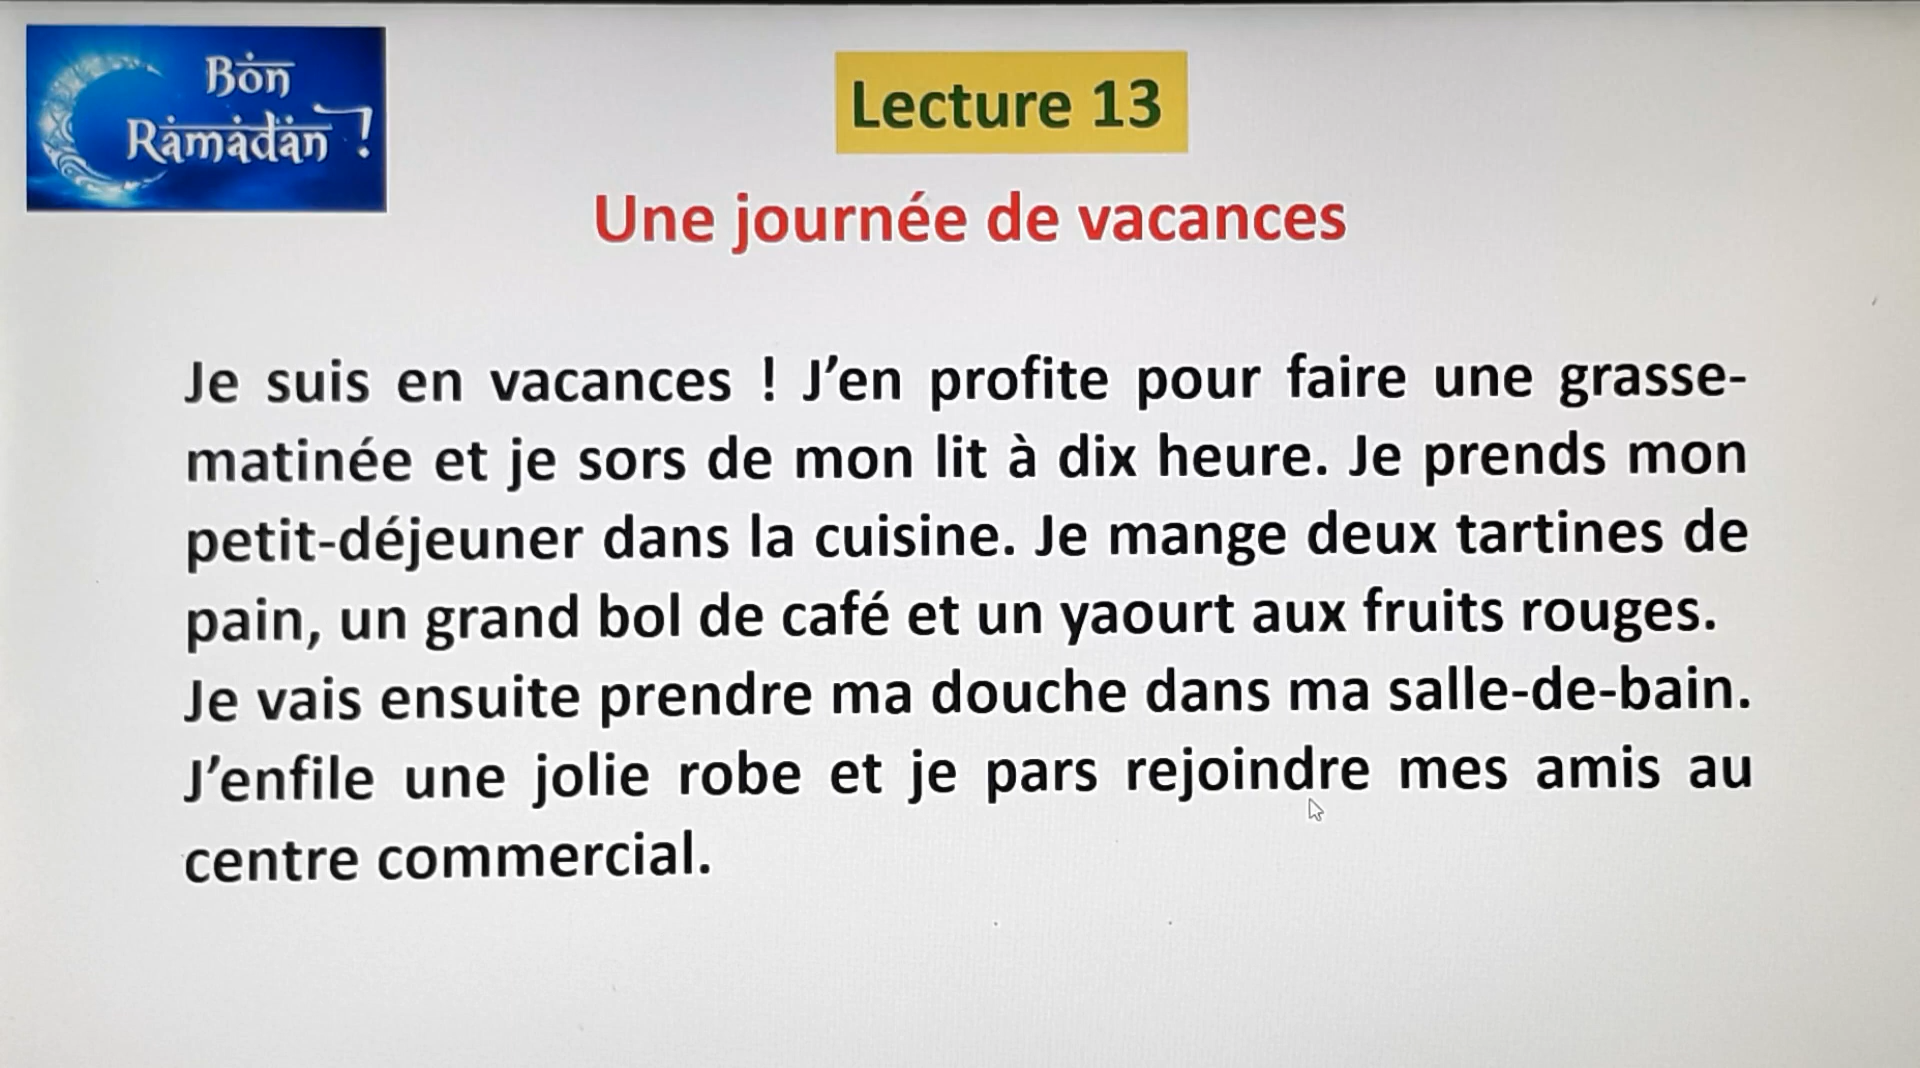 Bon
Ramadan !
Lecture 13
Une journée de vacances
Je suis en vacances ! J’en profite pour faire une grasse-
matinée et je sors de mon lit à dix heure. Je prends mon
petit-déjeuner dans la cuisine. Je mange deux tartines de
pain, un grand bol de café et un yaourt aux fruits rouges.
Je vais ensuite prendre ma douche dans ma salle-de-bain.
J’enfile une jolie robe et je pars rejoindre mes amis au
centre commercial.